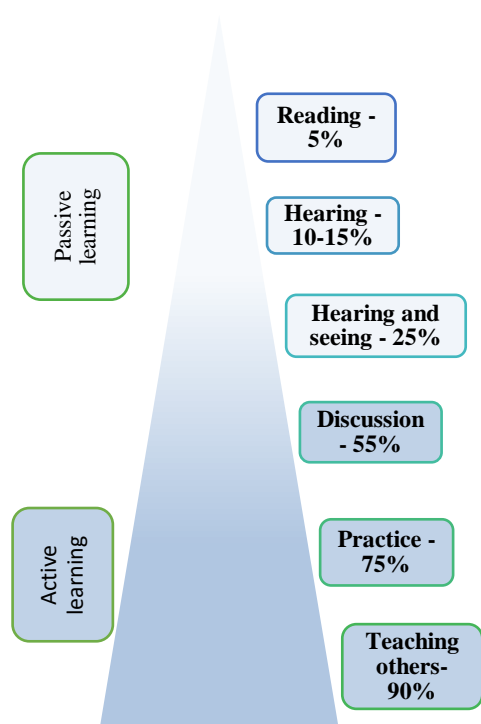 Reading -
5%
Passive
learning
Hearing -
10-15%
Hearing and
seeing - 25%
Discussion
- 55%
Active
learning
Practice -
75%
Teaching
others-
90%